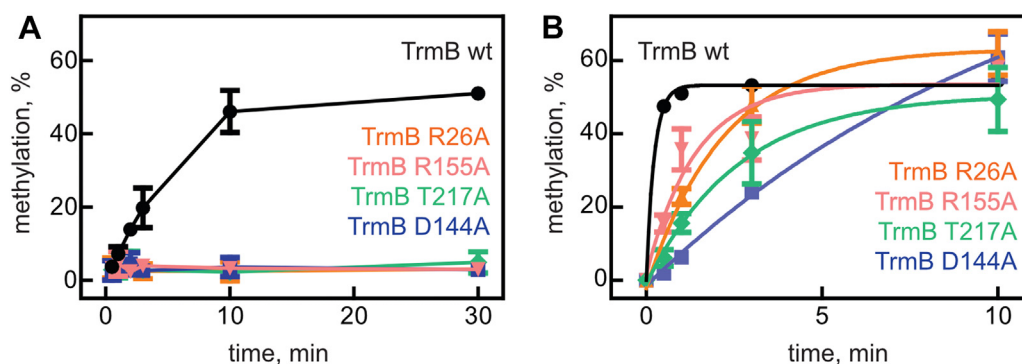 A
methylation, %
60
40
20
0
TrmB wt
TrmB R26A
TrmB R155A
TrmB T217A
TrmB D144A
0
10
20
30
time, min
B
methylation, %
60
40
20
0
TrmB wt
TrmB R26A
TrmB R155A
TrmB T217A
TrmB D144A
0
5
10
time, min